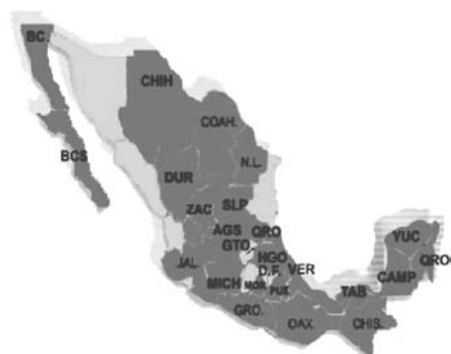 BC.
CHIH
COAH.
BCS
N.L.
DUR
ZAC
SLP
AGS
QRO
GTO.
YUC
JAL.
HGO
D.F.
VER
QROO
CAMP
MICH
MOR
PUE
TAB
GRO.
OAX
CHIS.